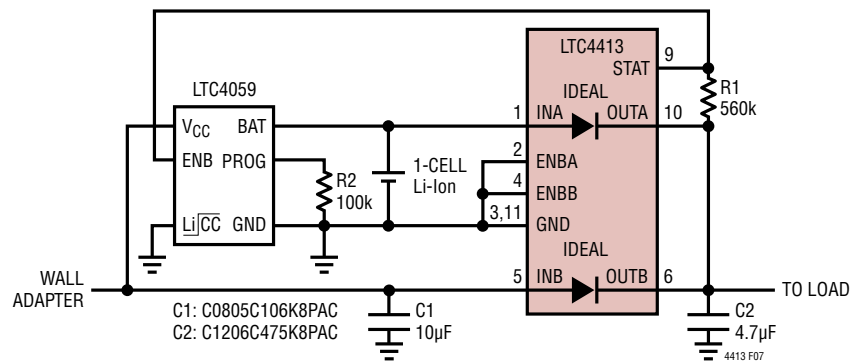 LTC4413
STAT
9
LTC4059
IDEAL
R1
560k
VCC
BAT
1
INA
OUTA
10
ENB
PROG
2
ENBA
1-CELL
Li-Ion
4
ENBB
R2
100k
3,11
GND
Li CC
GND
IDEAL
WALL
ADAPTER
5
INB
OUTB
6
TO LOAD
C1: C0805C106K8PAC
C2: C1206C475K8PAC
C1
10µF
C2
4.7µF
4413 F07